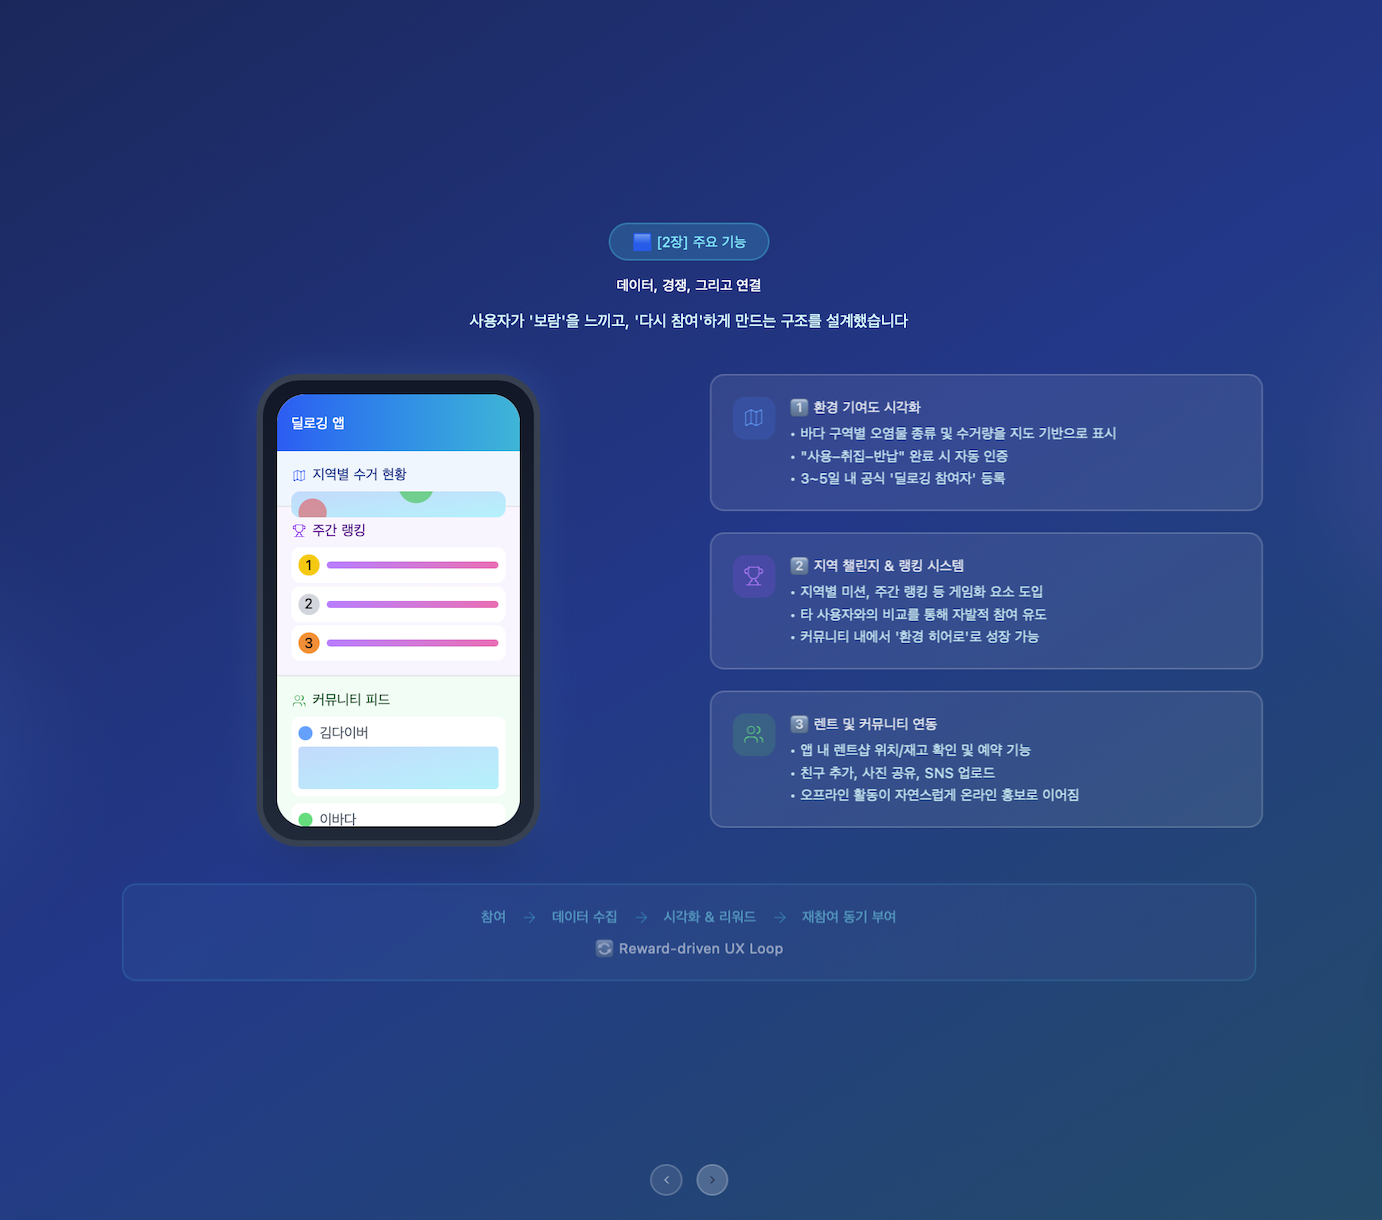 [2장] 주요 기능
데이터, 경쟁, 그리고 연결
사용자가 '보람'을 느끼고, '다시 참여'하게 만드는 구조를 설계했습니다
딜로깅 앱
지역별 수거 현황
주간 랭킹
1
2
3
커뮤니티 피드
김다이버
이바다
1 환경 기여도 시각화
• 바다 구역별 오염물 종류 및 수거량을 지도 기반으로 표시
• "사용–취집–반납" 완료 시 자동 인증
• 3~5일 내 공식 '딜로깅 참여자' 등록
2 지역 챌린지 & 랭킹 시스템
• 지역별 미션, 주간 랭킹 등 게임화 요소 도입
• 타 사용자와의 비교를 통해 자발적 참여 유도
• 커뮤니티 내에서 '환경 히어로'로 성장 가능
3 렌트 및 커뮤니티 연동
• 앱 내 렌트샵 위치/재고 확인 및 예약 기능
• 친구 추가, 사진 공유, SNS 업로드
• 오프라인 활동이 자연스럽게 온라인 홍보로 이어짐
참여 → 데이터 수집 → 시각화 & 리워드 → 재참여 동기 부여
Reward-driven UX Loop